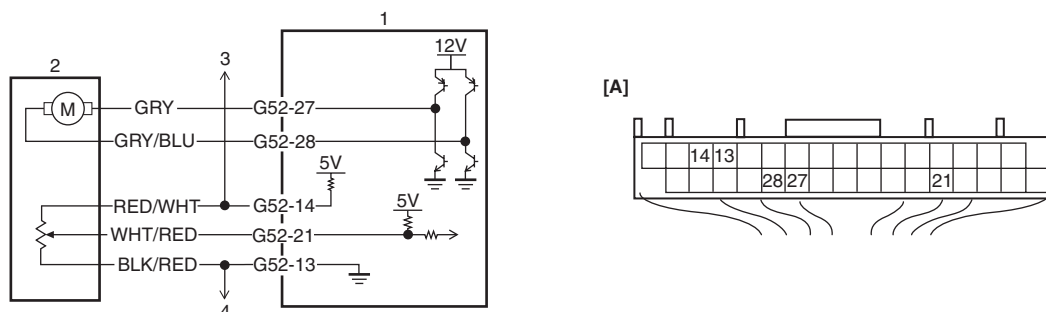 1
12V
3
2
[A]
M
GRY
G52-27
GRY/BLU
G52-28
14 13
5V
28 27
21
5V
RED/WHT
G52-14
WHT/RED
G52-21
BLK/RED
G52-13
4